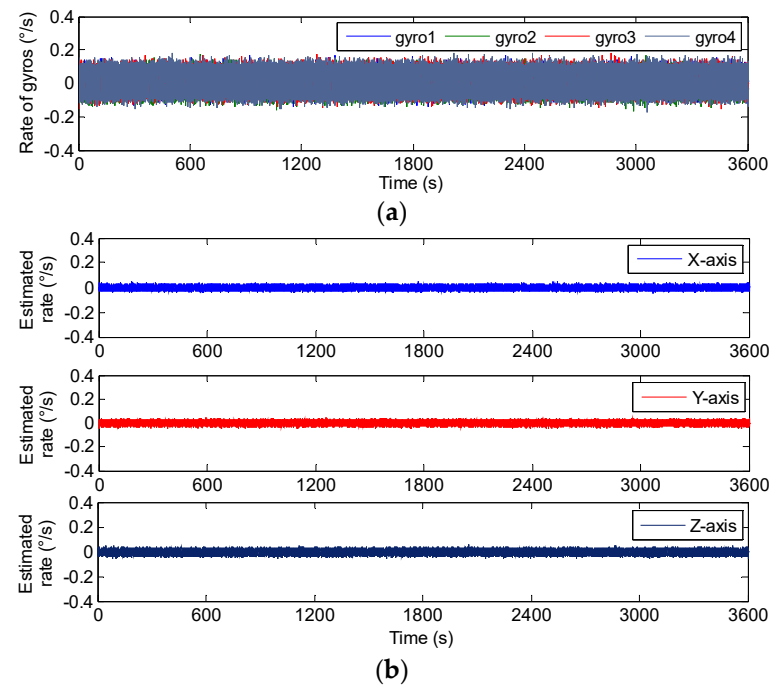 Rate of gyros (°/s)
0.4
0.2
0
-0.2
-0.4
gyro1 gyro2 gyro3 gyro4
0 600 1200 1800 2400 3000 3600
Time (s)
(a)
Estimated
rate (°/s)
0.4
0.2
0
-0.2
-0.4
X-axis
0 600 1200 1800 2400 3000 3600
Estimated
rate (°/s)
0.4
0.2
0
-0.2
-0.4
Y-axis
0 600 1200 1800 2400 3000 3600
Estimated
rate (°/s)
0.4
0.2
0
-0.2
-0.4
Z-axis
0 600 1200 1800 2400 3000 3600
Time (s)
(b)